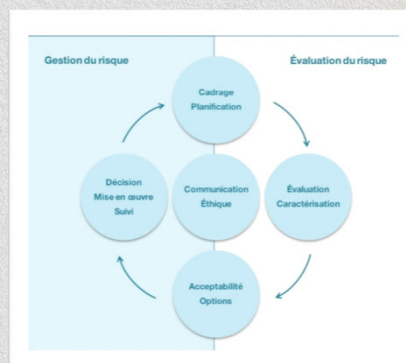 Gestion du risque
Évaluation du risque
Cadrage
Planification
Décision
Mise en œuvre
Suivi
Communication
Éthique
Évaluation
Caractérisation
Acceptabilité
Options